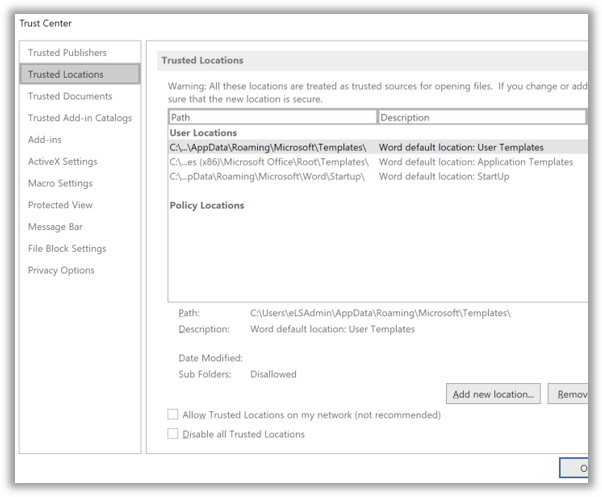 Trust Center
Trusted Publishers
Trusted Locations
Trusted Documents
Trusted Add-in Catalogs
Add-ins
ActiveX Settings
Macro Settings
Protected View
Message Bar
File Block Settings
Privacy Options
Trusted Locations
Warning: All these locations are treated as trusted sources for opening files.  If you change or add
sure that the new location is secure.
Path Description
User Locations
C:\...\AppData\Roaming\Microsoft\Templates\ Word default location: User Templates
C:\...es (x86)\Microsoft Office\Root\Templates\ Word default location: Application Templates
C:\...pData\Roaming\Microsoft\Word\Startup\ Word default location: StartUp
Policy Locations
Path: C:\Users\eLSAdmin\AppData\Roaming\Microsoft\Templates\
Description: Word default location: User Templates
Date Modified:
Sub Folders: Disallowed
Add new location... Remov
Allow Trusted Locations on my network (not recommended)
Disable all Trusted Locations
O